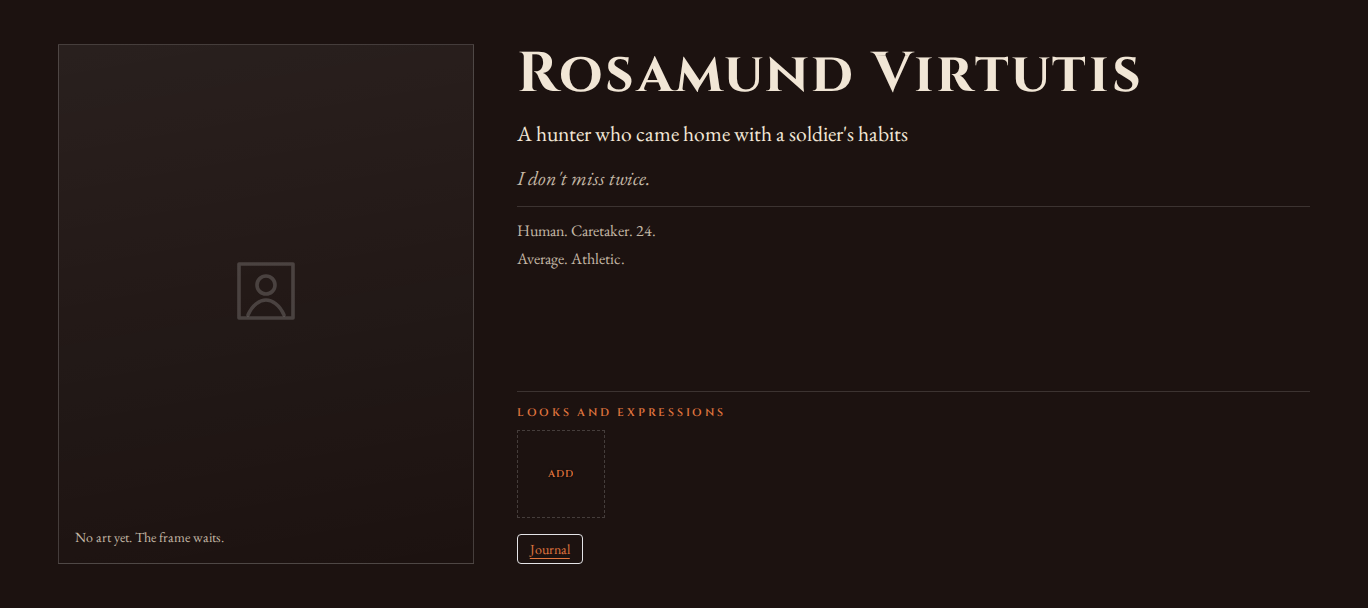 Rosamund Virtutis
A hunter who came home with a soldier's habits
I don't miss twice.
Human. Caretaker. 24.
Average. Athletic.
LOOKS AND EXPRESSIONS
ADD
No art yet. The frame waits.
Journal